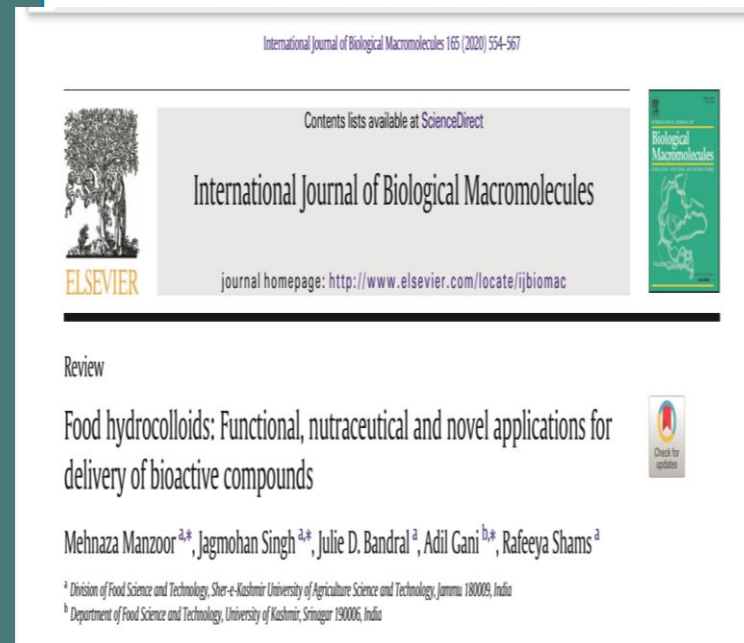 International Journal of Biological Macromolecules 165 (2020) 554–567
Contents lists available at ScienceDirect
International Journal of Biological Macromolecules
journal homepage: http://www.elsevier.com/locate/ijbiomac
ELSEVIER
Biological
Macromolecules
Review
Food hydrocolloids: Functional, nutraceutical and novel applications for
delivery of bioactive compounds
Check for
updates
Mehnaza Manzoor a,*, Jagmohan Singh a,*, Julie D. Bandral a, Adil Gani b,*, Rafeeya Shams a
a Division of Food Science and Technology, Sher-e-Kashmir University of Agriculture Science and Technology, Jammu 180009, India
b Department of Food Science and Technology, University of Kashmir, Srinagar 190006, India